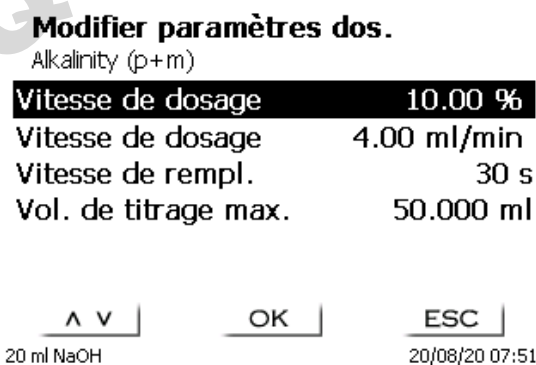 Modifier paramètres dos.
Alkalinity (p+m)
Vitesse de dosage 10.00 %
Vitesse de dosage 4.00 ml/min
Vitesse de rempl. 30 s
Vol. de titrage max. 50.000 ml
∧ ∨ OK ESC
20 ml NaOH 20/08/20 07:51